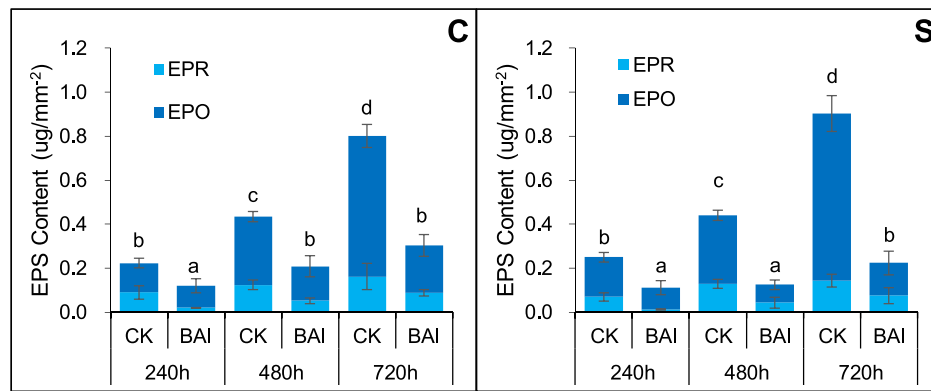 C
EPS Content (ug/mm⁻²)
1.2
1.0
0.8
0.6
0.4
0.2
0.0
EPR
EPO
b
a
c
b
d
b
CK BAI CK BAI CK BAI
240h 480h 720h
S
EPS Content (ug/mm⁻²)
1.2
1.0
0.8
0.6
0.4
0.2
0.0
EPR
EPO
b
a
c
a
d
b
CK BAI CK BAI CK BAI
240h 480h 720h